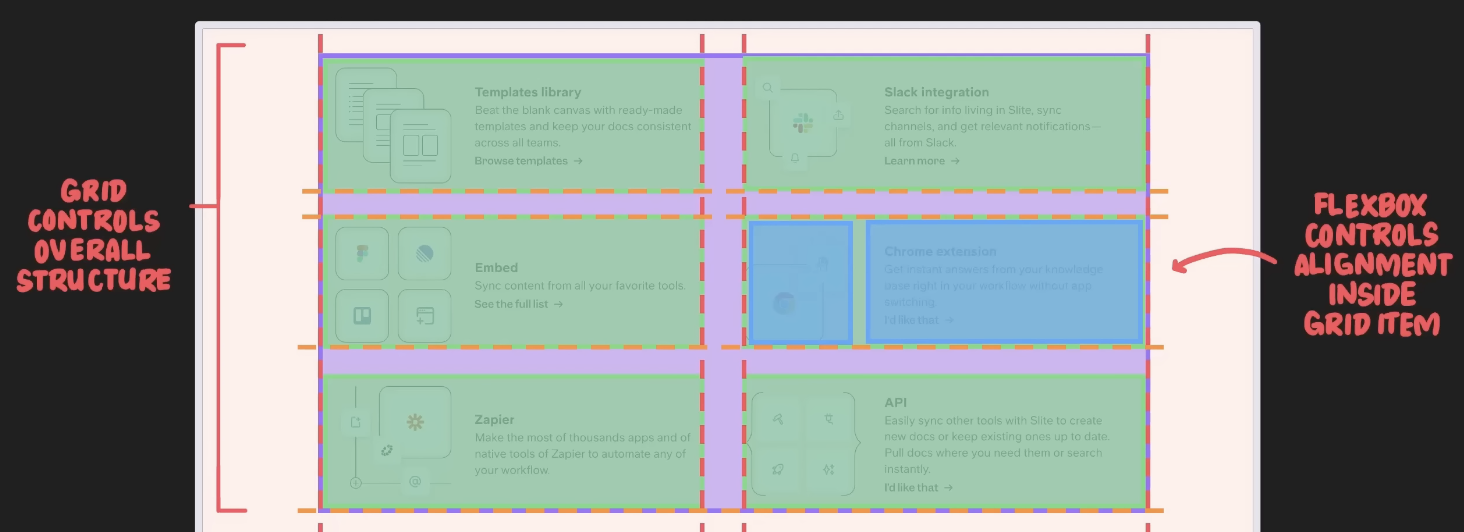 GRID
CONTROLS
OVERALL
STRUCTURE
Templates library
Beat the blank canvas with ready-made
templates and keep your docs consistent
across all teams.
Browse templates →
Slack integration
Search for info living in Slite, sync
channels, and get relevant notifications—
all from Slack.
Learn more →
Embed
Sync content from all your favorite tools.
See the full list →
Chrome extension
Get instant answers from your knowledge
base right in your workflow without app
switching.
I'd like that →
Zapier
Make the most of thousands apps and of
native tools of Zapier to automate any of
your workflow
@
API
Easily sync other tools with Slite to create
new docs or keep existing ones up to date.
Pull docs where you need them or search
instantly.
I'd like that →
FLEXBOX
CONTROLS
ALIGNMENT
INSIDE
GRID ITEM